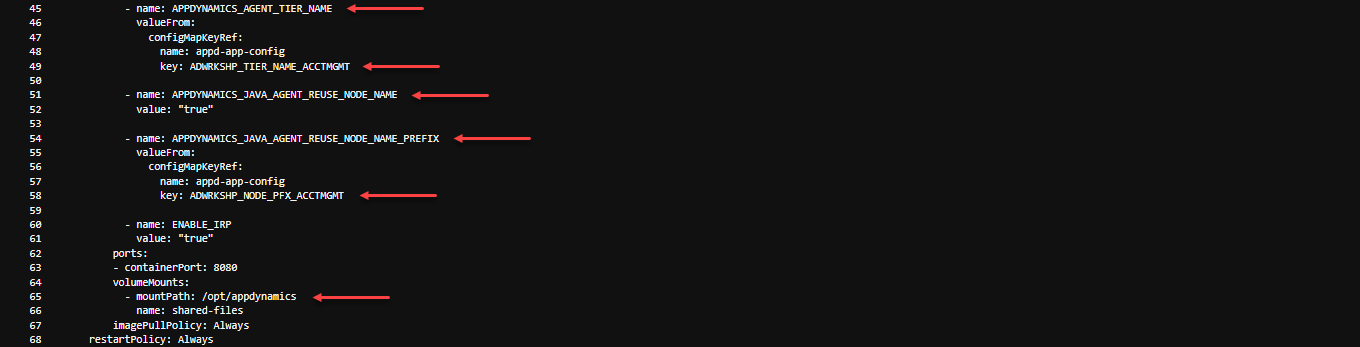 45 - name: APPDYNAMICS_AGENT_TIER_NAME
46 valueFrom:
47 configMapKeyRef:
48 name: appd-app-config
49 key: ADWRKSHP_TIER_NAME_ACCTMGMT
50
51 - name: APPDYNAMICS_JAVA_AGENT_REUSE_NODE_NAME
52 value: "true"
53
54 - name: APPDYNAMICS_JAVA_AGENT_REUSE_NODE_NAME_PREFIX
55 valueFrom:
56 configMapKeyRef:
57 name: appd-app-config
58 key: ADWRKSHP_NODE_PFX_ACCTMGMT
59
60 - name: ENABLE_IRP
61 value: "true"
62 ports:
63 - containerPort: 8080
64 volumeMounts:
65 - mountPath: /opt/appdynamics
66 name: shared-files
67 imagePullPolicy: Always
68 restartPolicy: Always